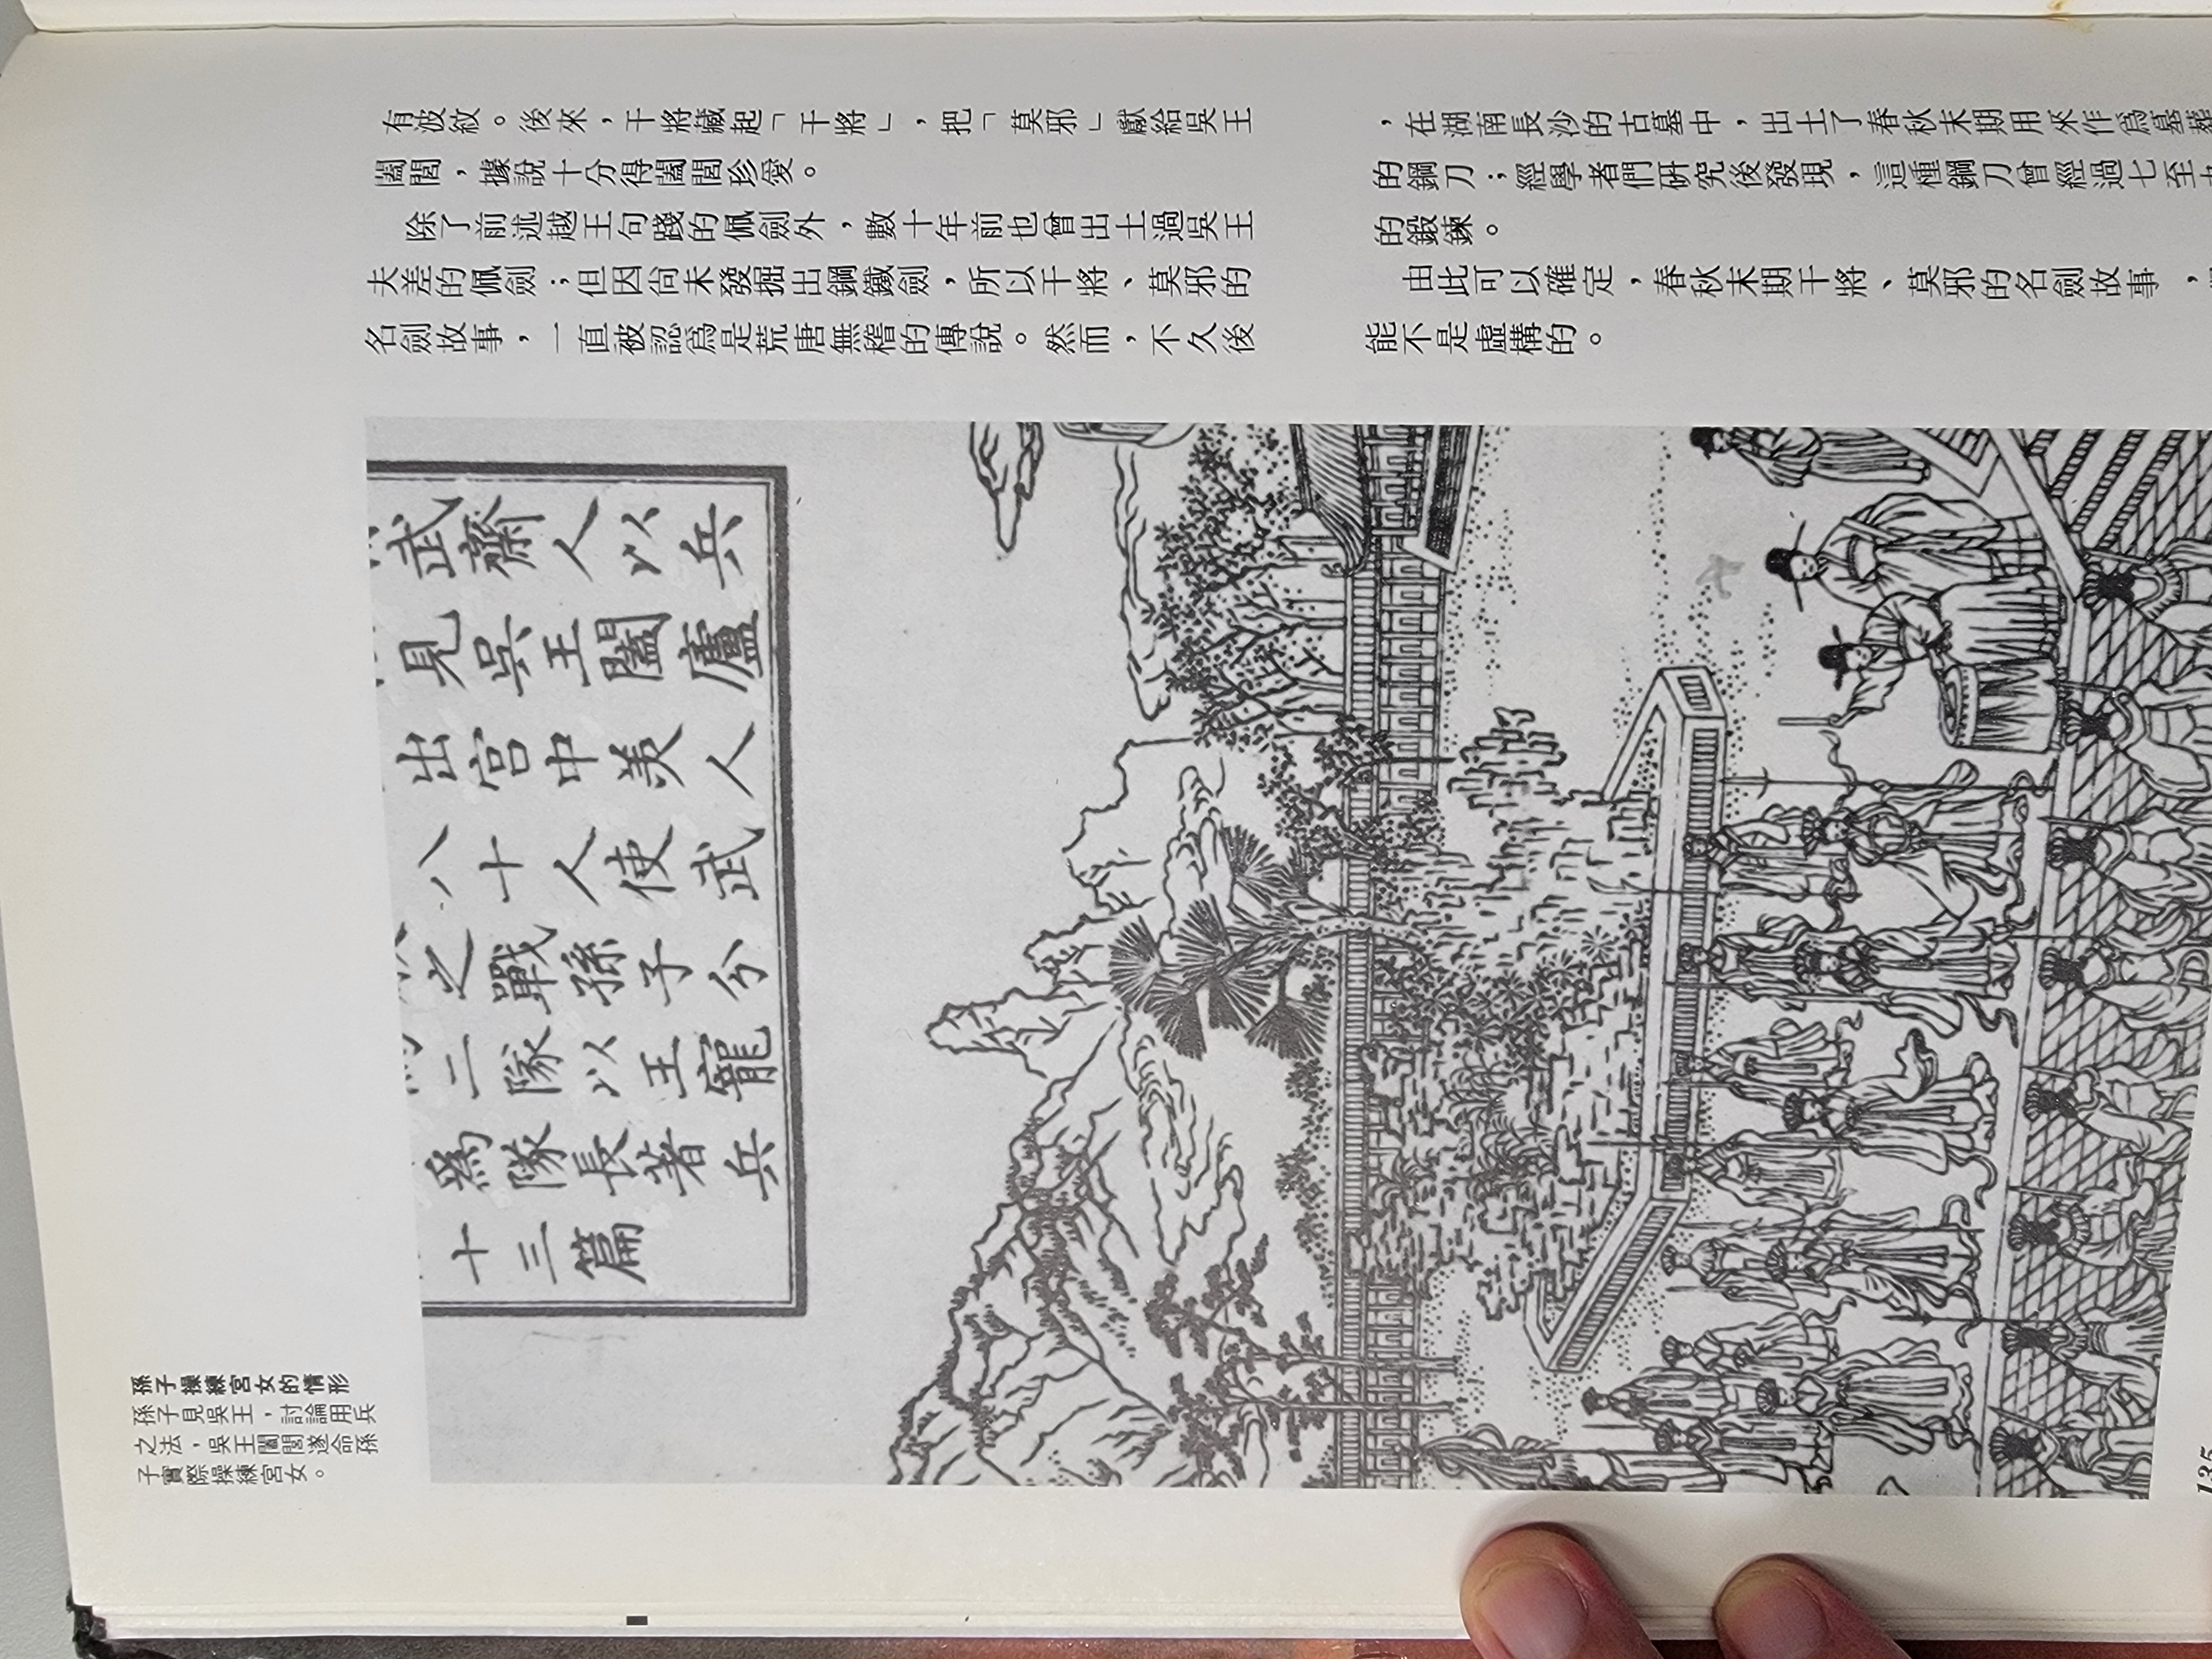 有波紋。後來，干將藏起「干將」，把「莫邪」獻給吳王
闔閭，據說十分得闔閭珍愛。
除了前述越王句踐的佩劍外，數十年前也曾出土過吳王
夫差的佩劍；但因尚未發掘出鋼鐵劍，所以干將、莫邪的
名劍故事，一直被認爲是荒唐無稽的傳說。然而，不久後
，在湖南長沙的古墓中，出土了春秋末期用來作爲墓葬
的鋼刀；經學者們研究後發現，這種鋼刀曾經過七至
的鍛鍊。
由此可以確定，春秋末期干將、莫邪的名劍故事，
能不是虛構的。
武齋人以兵
見吳王闔廬
出宮中美人
八十人使武
之戰孫子分
二隊以王寵
爲隊長著兵
十三篇
孫子操練宮女的情形
孫子見吳王，討論用兵
之法，吳王闔閭遂命孫
子實際操練宮女。
135